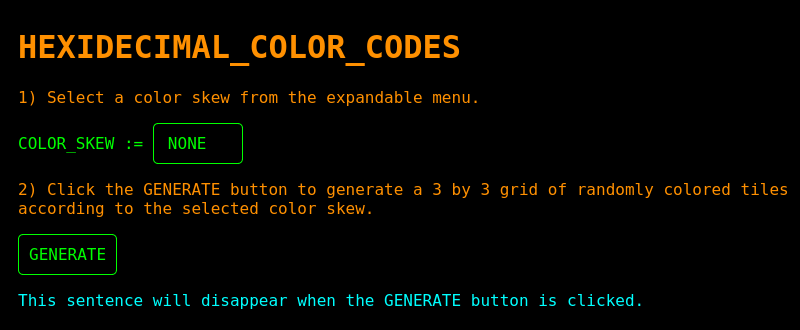 HEXIDECIMAL_COLOR_CODES
1) Select a color skew from the expandable menu.
COLOR_SKEW := NONE
2) Click the GENERATE button to generate a 3 by 3 grid of randomly colored tiles
according to the selected color skew.
GENERATE
This sentence will disappear when the GENERATE button is clicked.